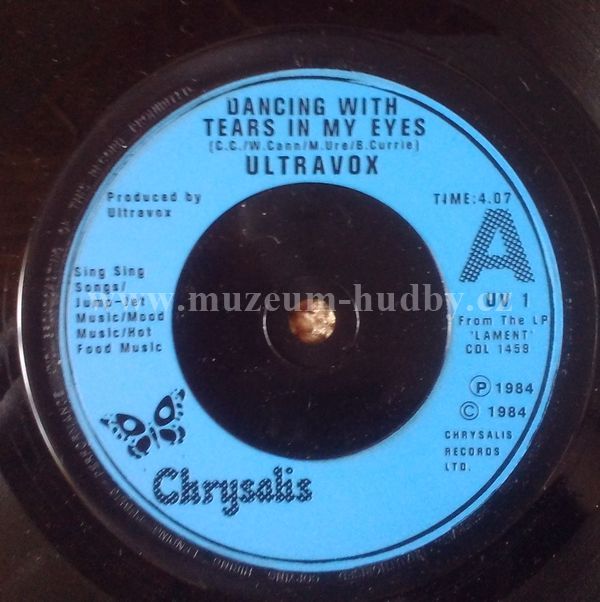 DANCING WITH
TEARS IN MY EYES
(C.C./W.Cann/M.Ure/B.Currie)
ULTRAVOX
Produced by
Ultravox
TIME:4.07
A
Sing Sing
Songs/
Jump-Jet
Music/Mood
Music/Hot
Food Music
UV 1
From The LP
'LAMENT'
CDL 1459
℗ 1984
© 1984
CHRYSALIS
RECORDS
LTD.
Chrysalis
www.muzeum-hudby.cz